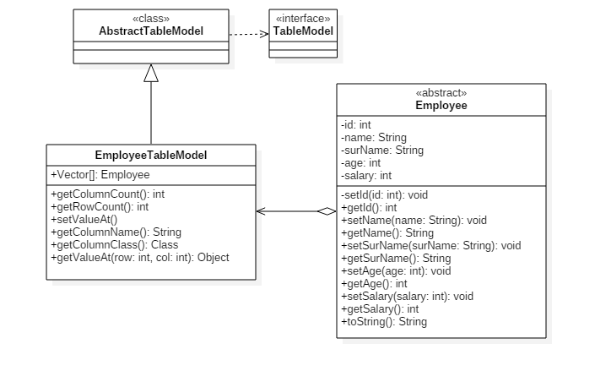 «class»
AbstractTableModel
«interface»
TableModel
EmployeeTableModel
+Vector[]: Employee
+getColumnCount(): int
+getRowCount(): int
+setValueAt()
+getColumnName(): String
+getColumnClass(): Class
+getValueAt(row: int, col: int): Object
«abstract»
Employee
-id: int
-name: String
-surName: String
-age: int
-salary: int
-setId(id: int): void
+getId(): int
+setName(name: String): void
+getName(): String
+setSurName(surName: String): void
+getSurName(): String
+setAge(age: int): void
+getAge(): int
+setSalary(salary: int): void
+getSalary(): int
+toString(): String